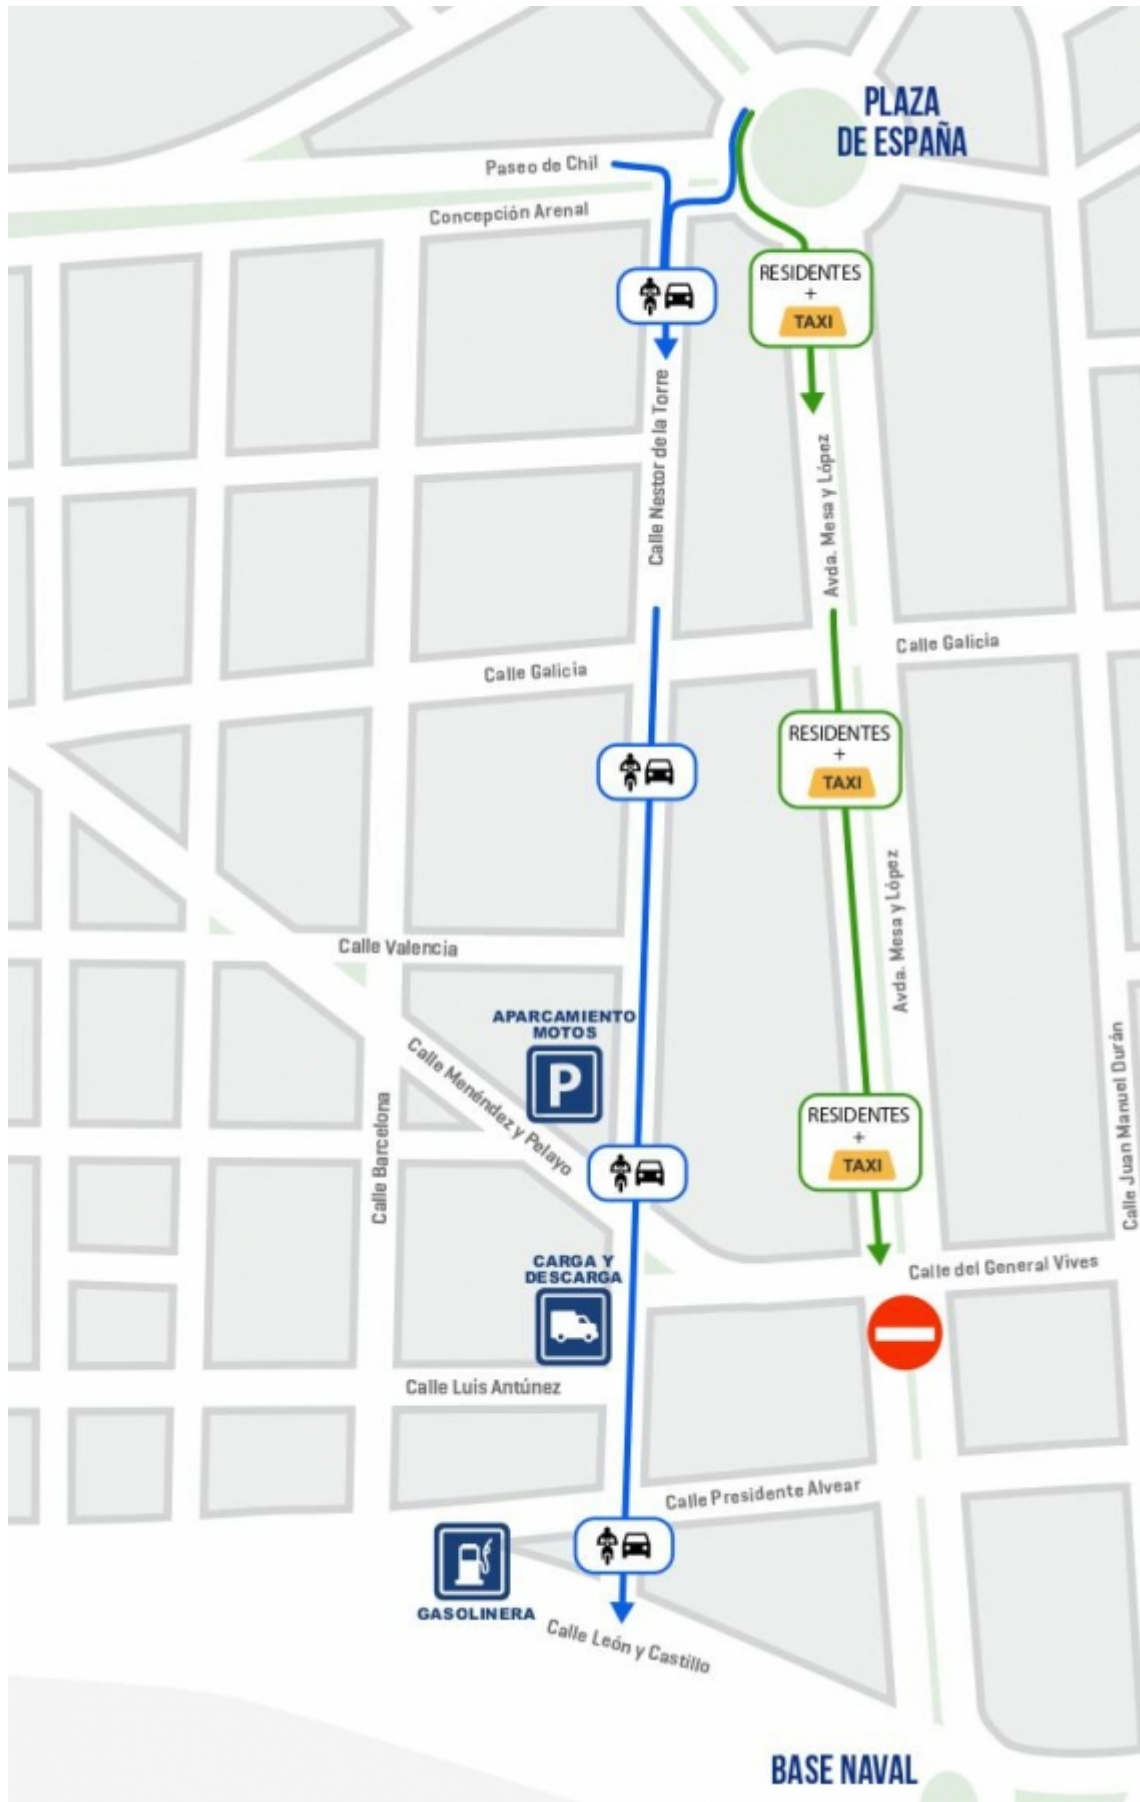 PLAZA
DE ESPAÑA
Paseo de Chil
Concepción Arenal
RESIDENTES
+
TAXI
Calle Nestor de la Torre
Avda. Mesa y López
Calle Galicia
Calle Galicia
RESIDENTES
+
TAXI
Avda. Mesa y López
Calle Valencia
APARCAMIENTO
MOTOS
P
Calle Menéndez y Pelayo
Calle Barcelona
Calle Juan Manuel Durán
RESIDENTES
+
TAXI
CARGA Y
DESCARGA
Calle del General Vives
Calle Luis Antúnez
Calle Presidente Alvear
GASOLINERA
Calle León y Castillo
BASE NAVAL